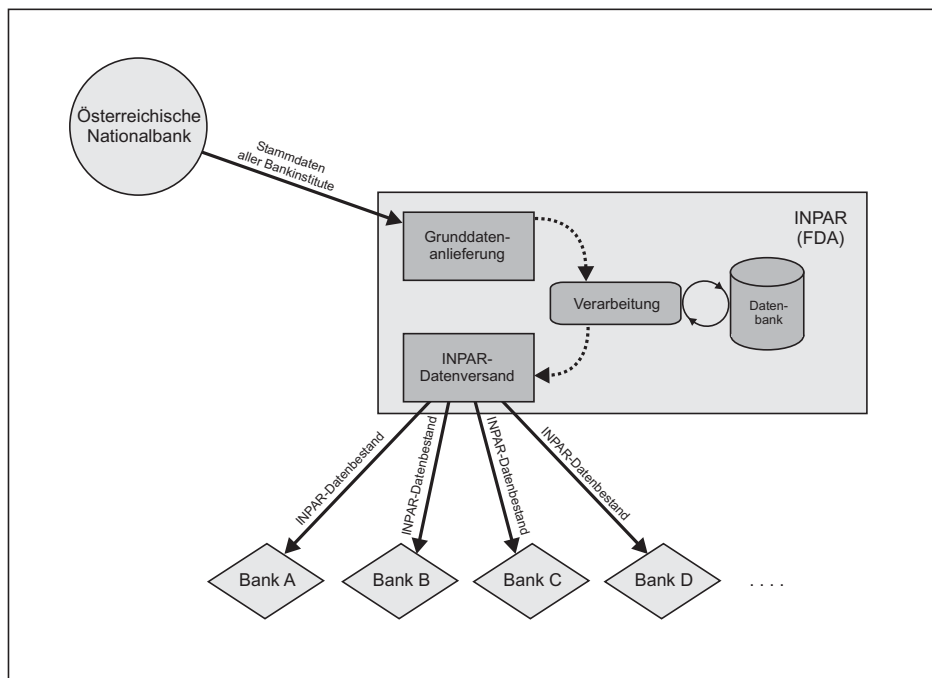 Österreichische
Nationalbank
Stammdaten
aller Bankinstitute
INPAR
(FDA)
Grunddaten-
anlieferung
Verarbeitung
Daten-
bank
INPAR-
Datenversand
INPAR-Datenbestand
INPAR-Datenbestand
INPAR-Datenbestand
INPAR-Datenbestand
Bank A
Bank B
Bank C
Bank D
. . . .